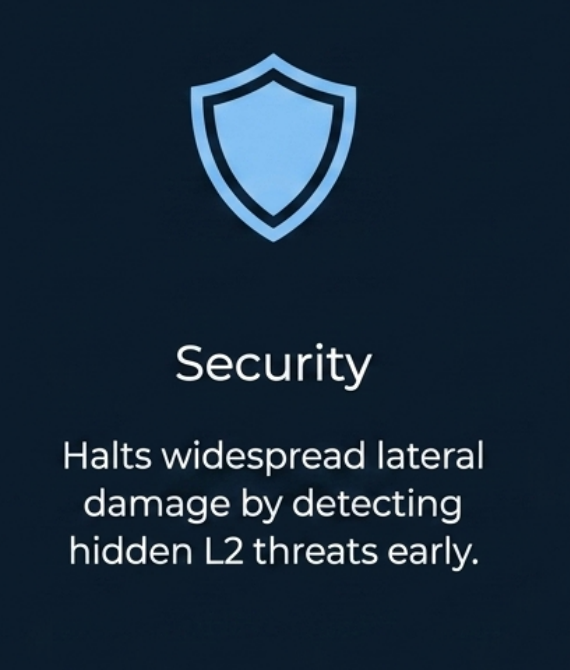 Security
Halts widespread lateral
damage by detecting
hidden L2 threats early.